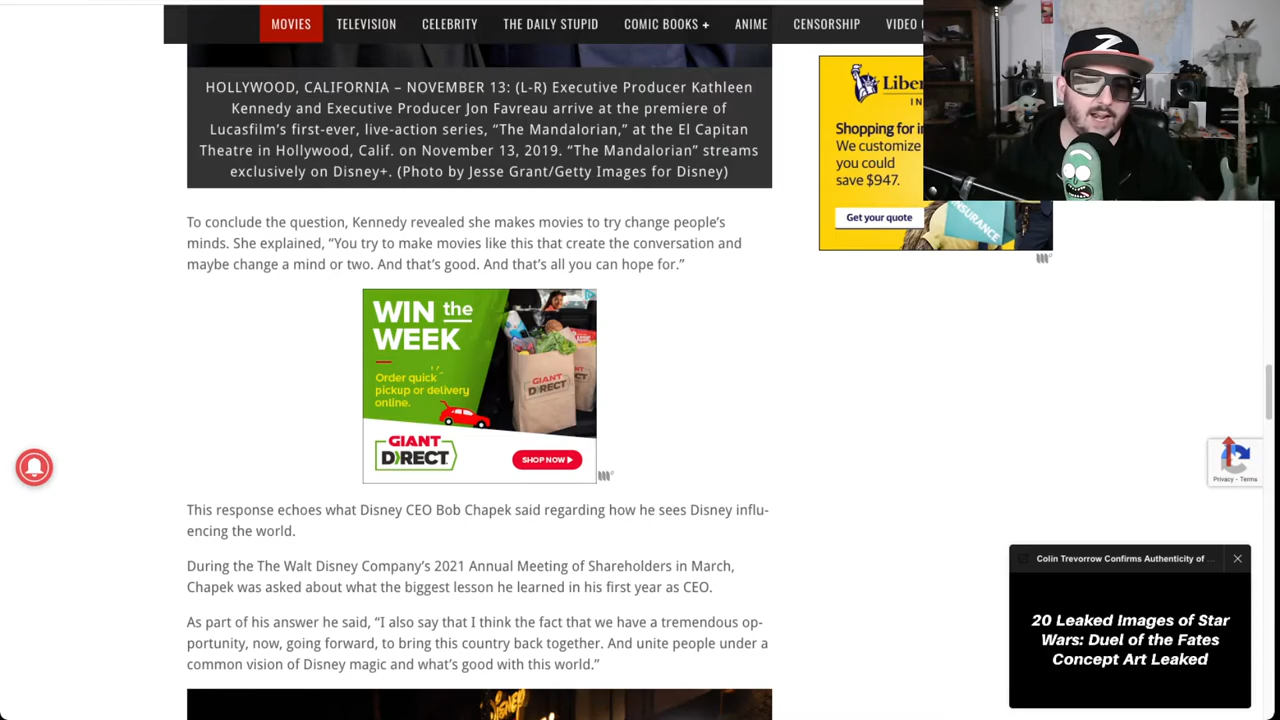 MOVIES TELEVISION CELEBRITY THE DAILY STUPID COMIC BOOKS + ANIME CENSORSHIP VIDEO
HOLLYWOOD, CALIFORNIA – NOVEMBER 13: (L-R) Executive Producer Kathleen
Kennedy and Executive Producer Jon Favreau arrive at the premiere of
Lucasfilm's first-ever, live-action series, “The Mandalorian,” at the El Capitan
Theatre in Hollywood, Calif. on November 13, 2019. “The Mandalorian” streams
exclusively on Disney+. (Photo by Jesse Grant/Getty Images for Disney)
Shopping for
We customize
you could
save $947.
Get your quote
INSURANCE
Z
To conclude the question, Kennedy revealed she makes movies to try change people's
minds. She explained, “You try to make movies like this that create the conversation and
maybe change a mind or two. And that's good. And that's all you can hope for.”
WIN the
WEEK
Order quick
pickup or delivery
online.
GIANT
DIRECT
SHOP NOW
GIANT
DIRECT
Privacy - Terms
This response echoes what Disney CEO Bob Chapek said regarding how he sees Disney influ-
encing the world.
During the The Walt Disney Company's 2021 Annual Meeting of Shareholders in March,
Chapek was asked about what the biggest lesson he learned in his first year as CEO.
As part of his answer he said, “I also say that I think the fact that we have a tremendous op-
portunity, now, going forward, to bring this country back together. And unite people under a
common vision of Disney magic and what's good with this world.”
Colin Trevorrow Confirms Authenticity of ...
20 Leaked Images of Star
Wars: Duel of the Fates
Concept Art Leaked